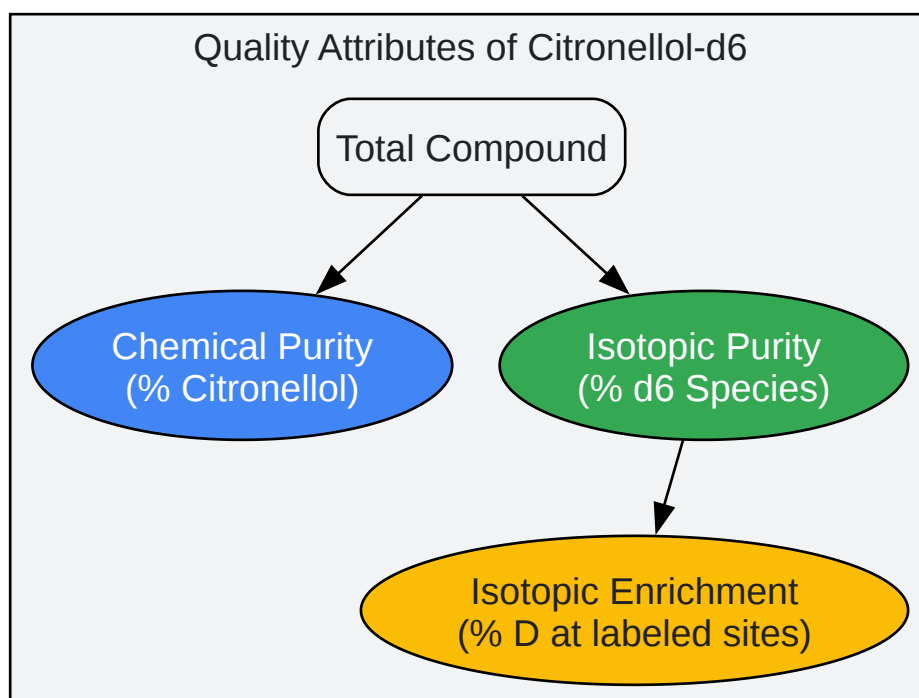 Quality Attributes of Citronellol-d6
Total Compound
Chemical Purity
(% Citronellol)
Isotopic Purity
(% d6 Species)
Isotopic Enrichment
(% D at labeled sites)